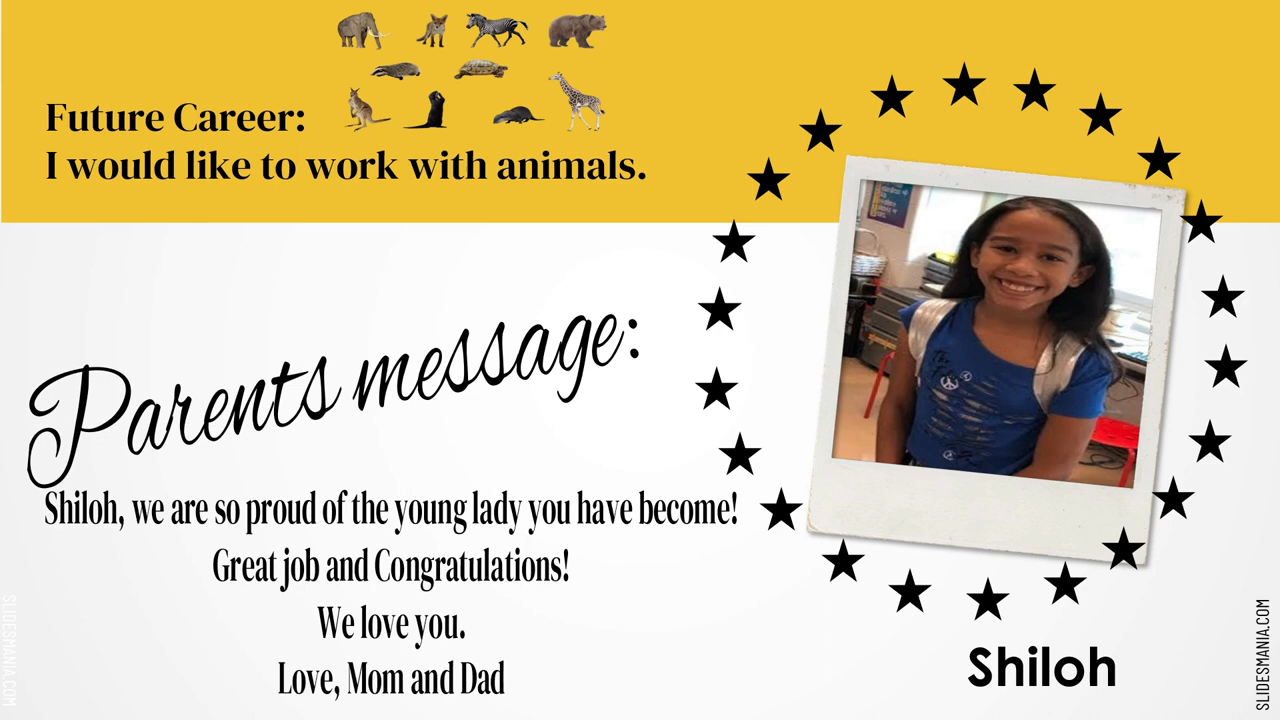 Future Career:
I would like to work with animals.
Parents message:
Shiloh, we are so proud of the young lady you have become!
Great job and Congratulations!
We love you.
Love, Mom and Dad
Shiloh
SLIDESMANIA.COM
SLIDESMANIA.COM